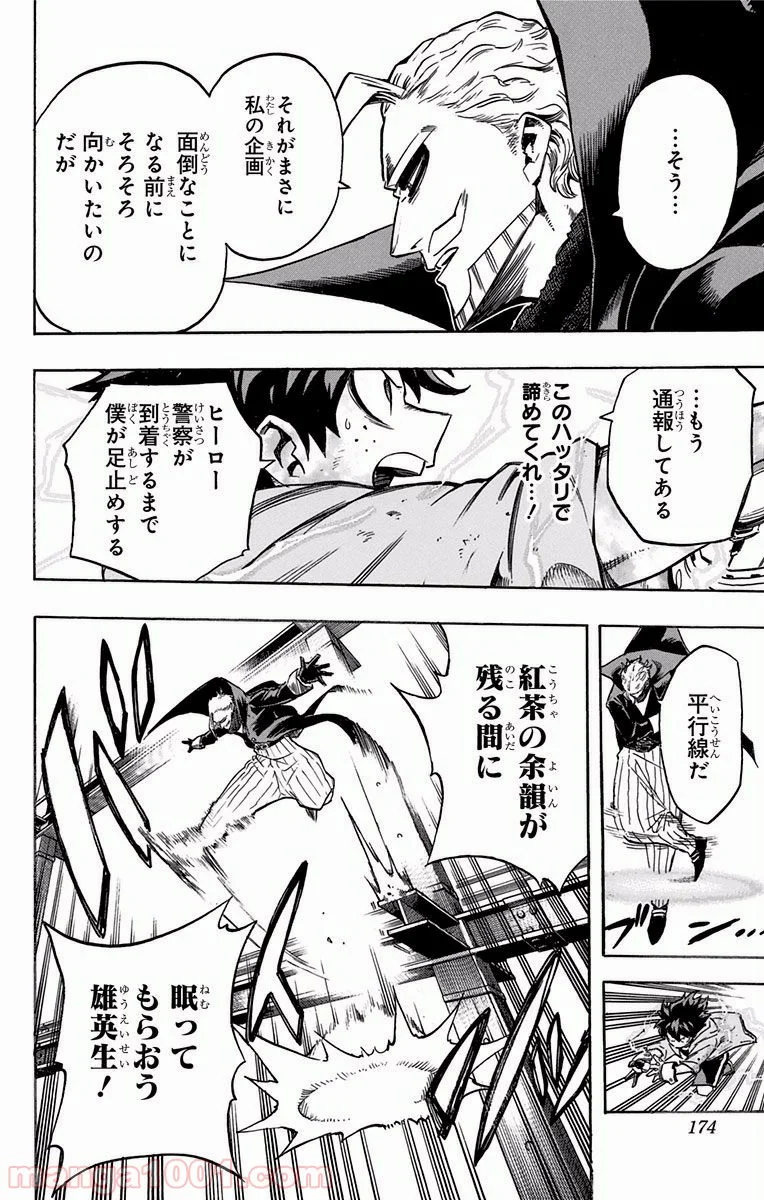 …そう…
それがまさに
私の企画
面倒なことに
なる前に
そろそろ
向かいたいの
だが
…もう
通報してある
このハッタリで
諦めてくれ…！
ヒーロー
警察が
到着するまで
僕が足止めする
平行線だ
ブン…
紅茶の余韻が
残る間に
眠って
もらおう
雄英生！
174
manga1001.com